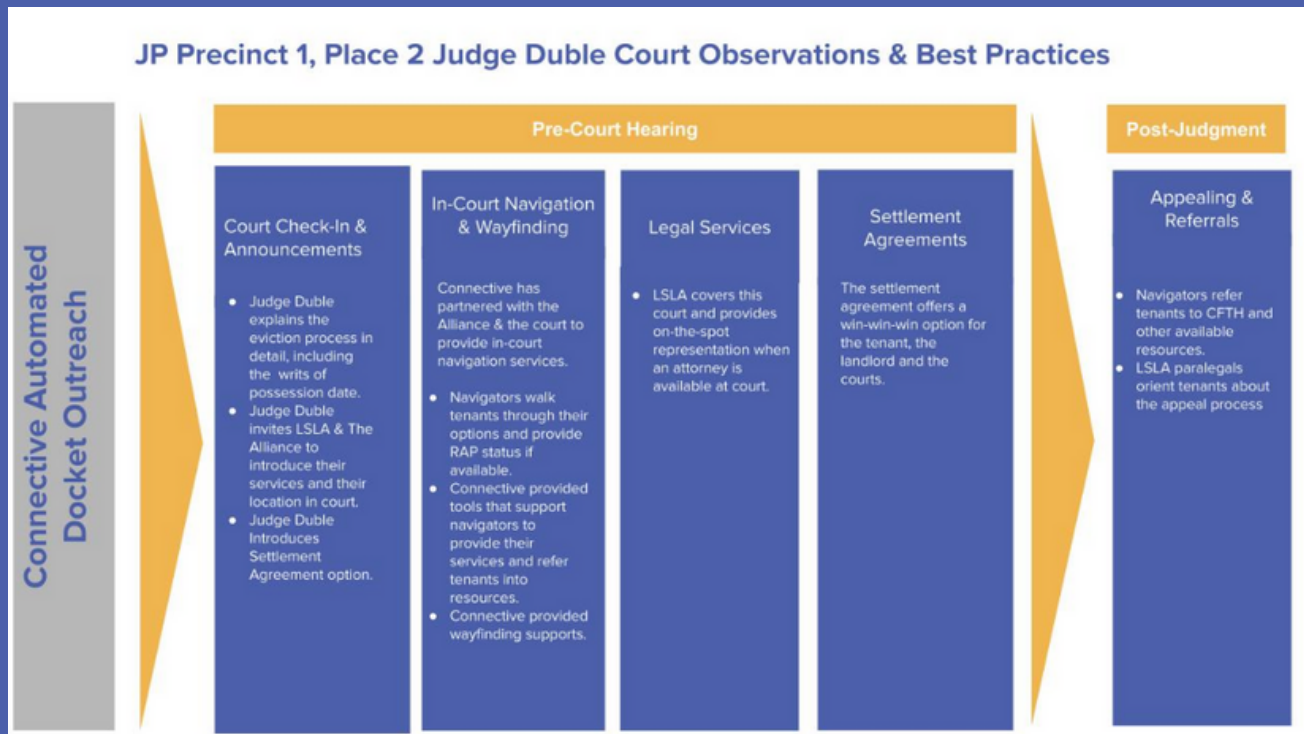 JP Precinct 1, Place 2 Judge Duble Court Observations & Best Practices
Connective Automated
Docket Outreach
Pre-Court Hearing
Court Check-In &
Announcements
● Judge Duble
explains the
eviction process in
detail, including
the writs of
possession date.
● Judge Duble
invites LSLA & The
Alliance to
introduce their
services and their
location in court.
● Judge Duble
Introduces
Settlement
Agreement option.
In-Court Navigation
& Wayfinding
Connective has
partnered with the
Alliance & the court to
provide in-court
navigation services.
● Navigators walk
tenants through their
options and provide
RAP status if
available.
● Connective provided
tools that support
navigators to
provide their
services and refer
tenants into
resources.
● Connective provided
wayfinding supports.
Legal Services
● LSLA covers this
court and provides
on-the-spot
representation when
an attorney is
available at court.
Settlement
Agreements
The settlement
agreement offers a
win-win-win option for
the tenant, the
landlord and the
courts.
Post-Judgment
Appealing &
Referrals
● Navigators refer
tenants to CFTH and
other available
resources.
● LSLA paralegals
orient tenants about
the appeal process